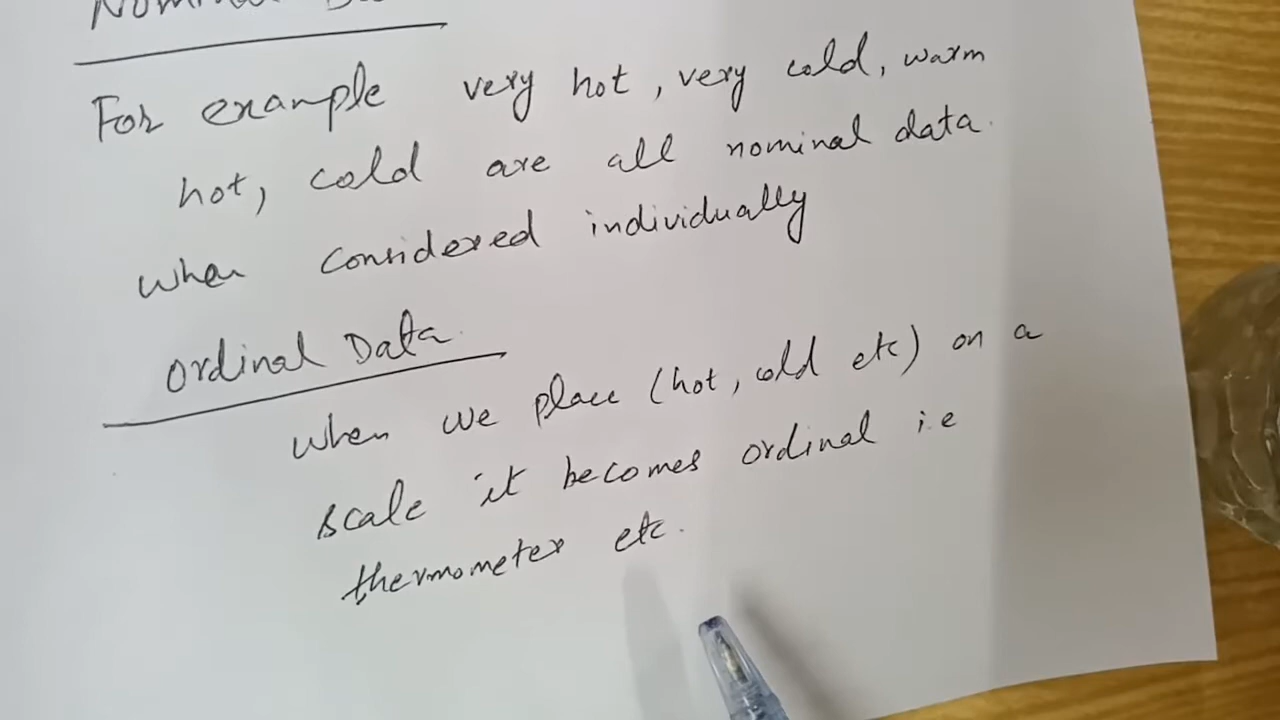 For example very hot, very cold, warm
hot, cold are all nominal data.
when considered individually
Ordinal Data
when we place (hot, cold etc) on a
scale it becomes ordinal i.e
thermometer etc.